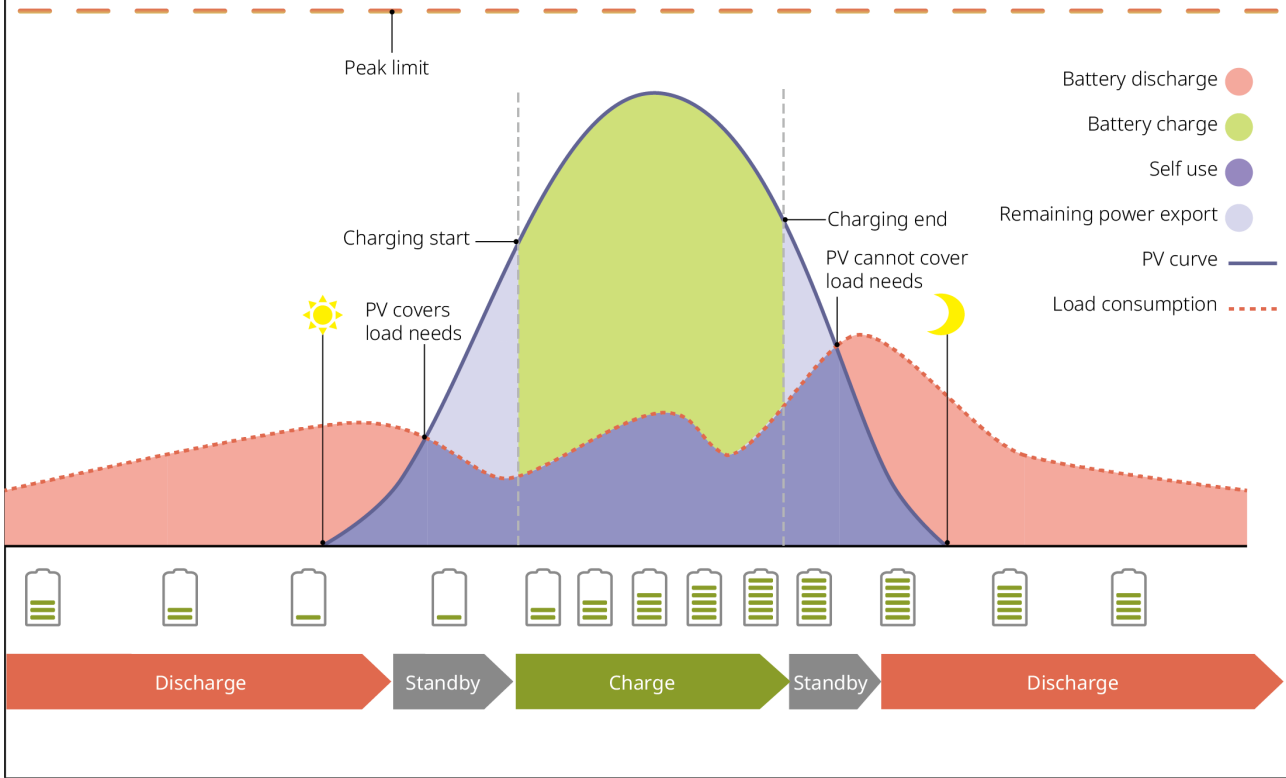 Peak limit
Battery discharge
Battery charge
Self use
Remaining power export
PV curve
Load consumption
Charging start
Charging end
PV cannot cover
load needs
PV covers
load needs
Discharge
Standby
Charge
Standby
Discharge